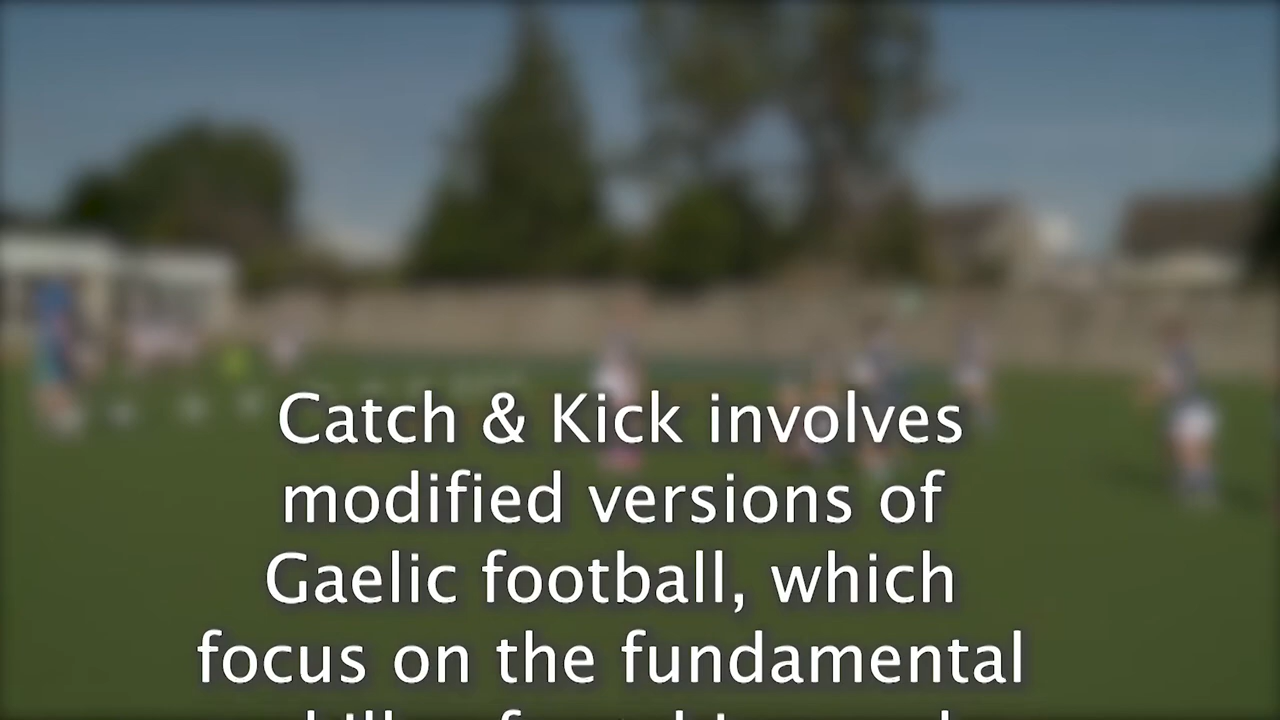 Catch & Kick involves
modified versions of
Gaelic football, which
focus on the fundamental